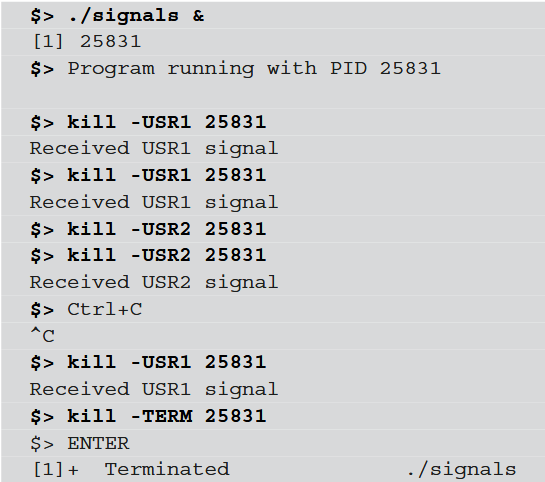 $> ./signals &
[1] 25831
$> Program running with PID 25831
$> kill -USR1 25831
Received USR1 signal
$> kill -USR1 25831
Received USR1 signal
$> kill -USR2 25831
$> kill -USR2 25831
Received USR2 signal
$> Ctrl+C
^C
$> kill -USR1 25831
Received USR1 signal
$> kill -TERM 25831
$> ENTER
[1]+  Terminated              ./signals